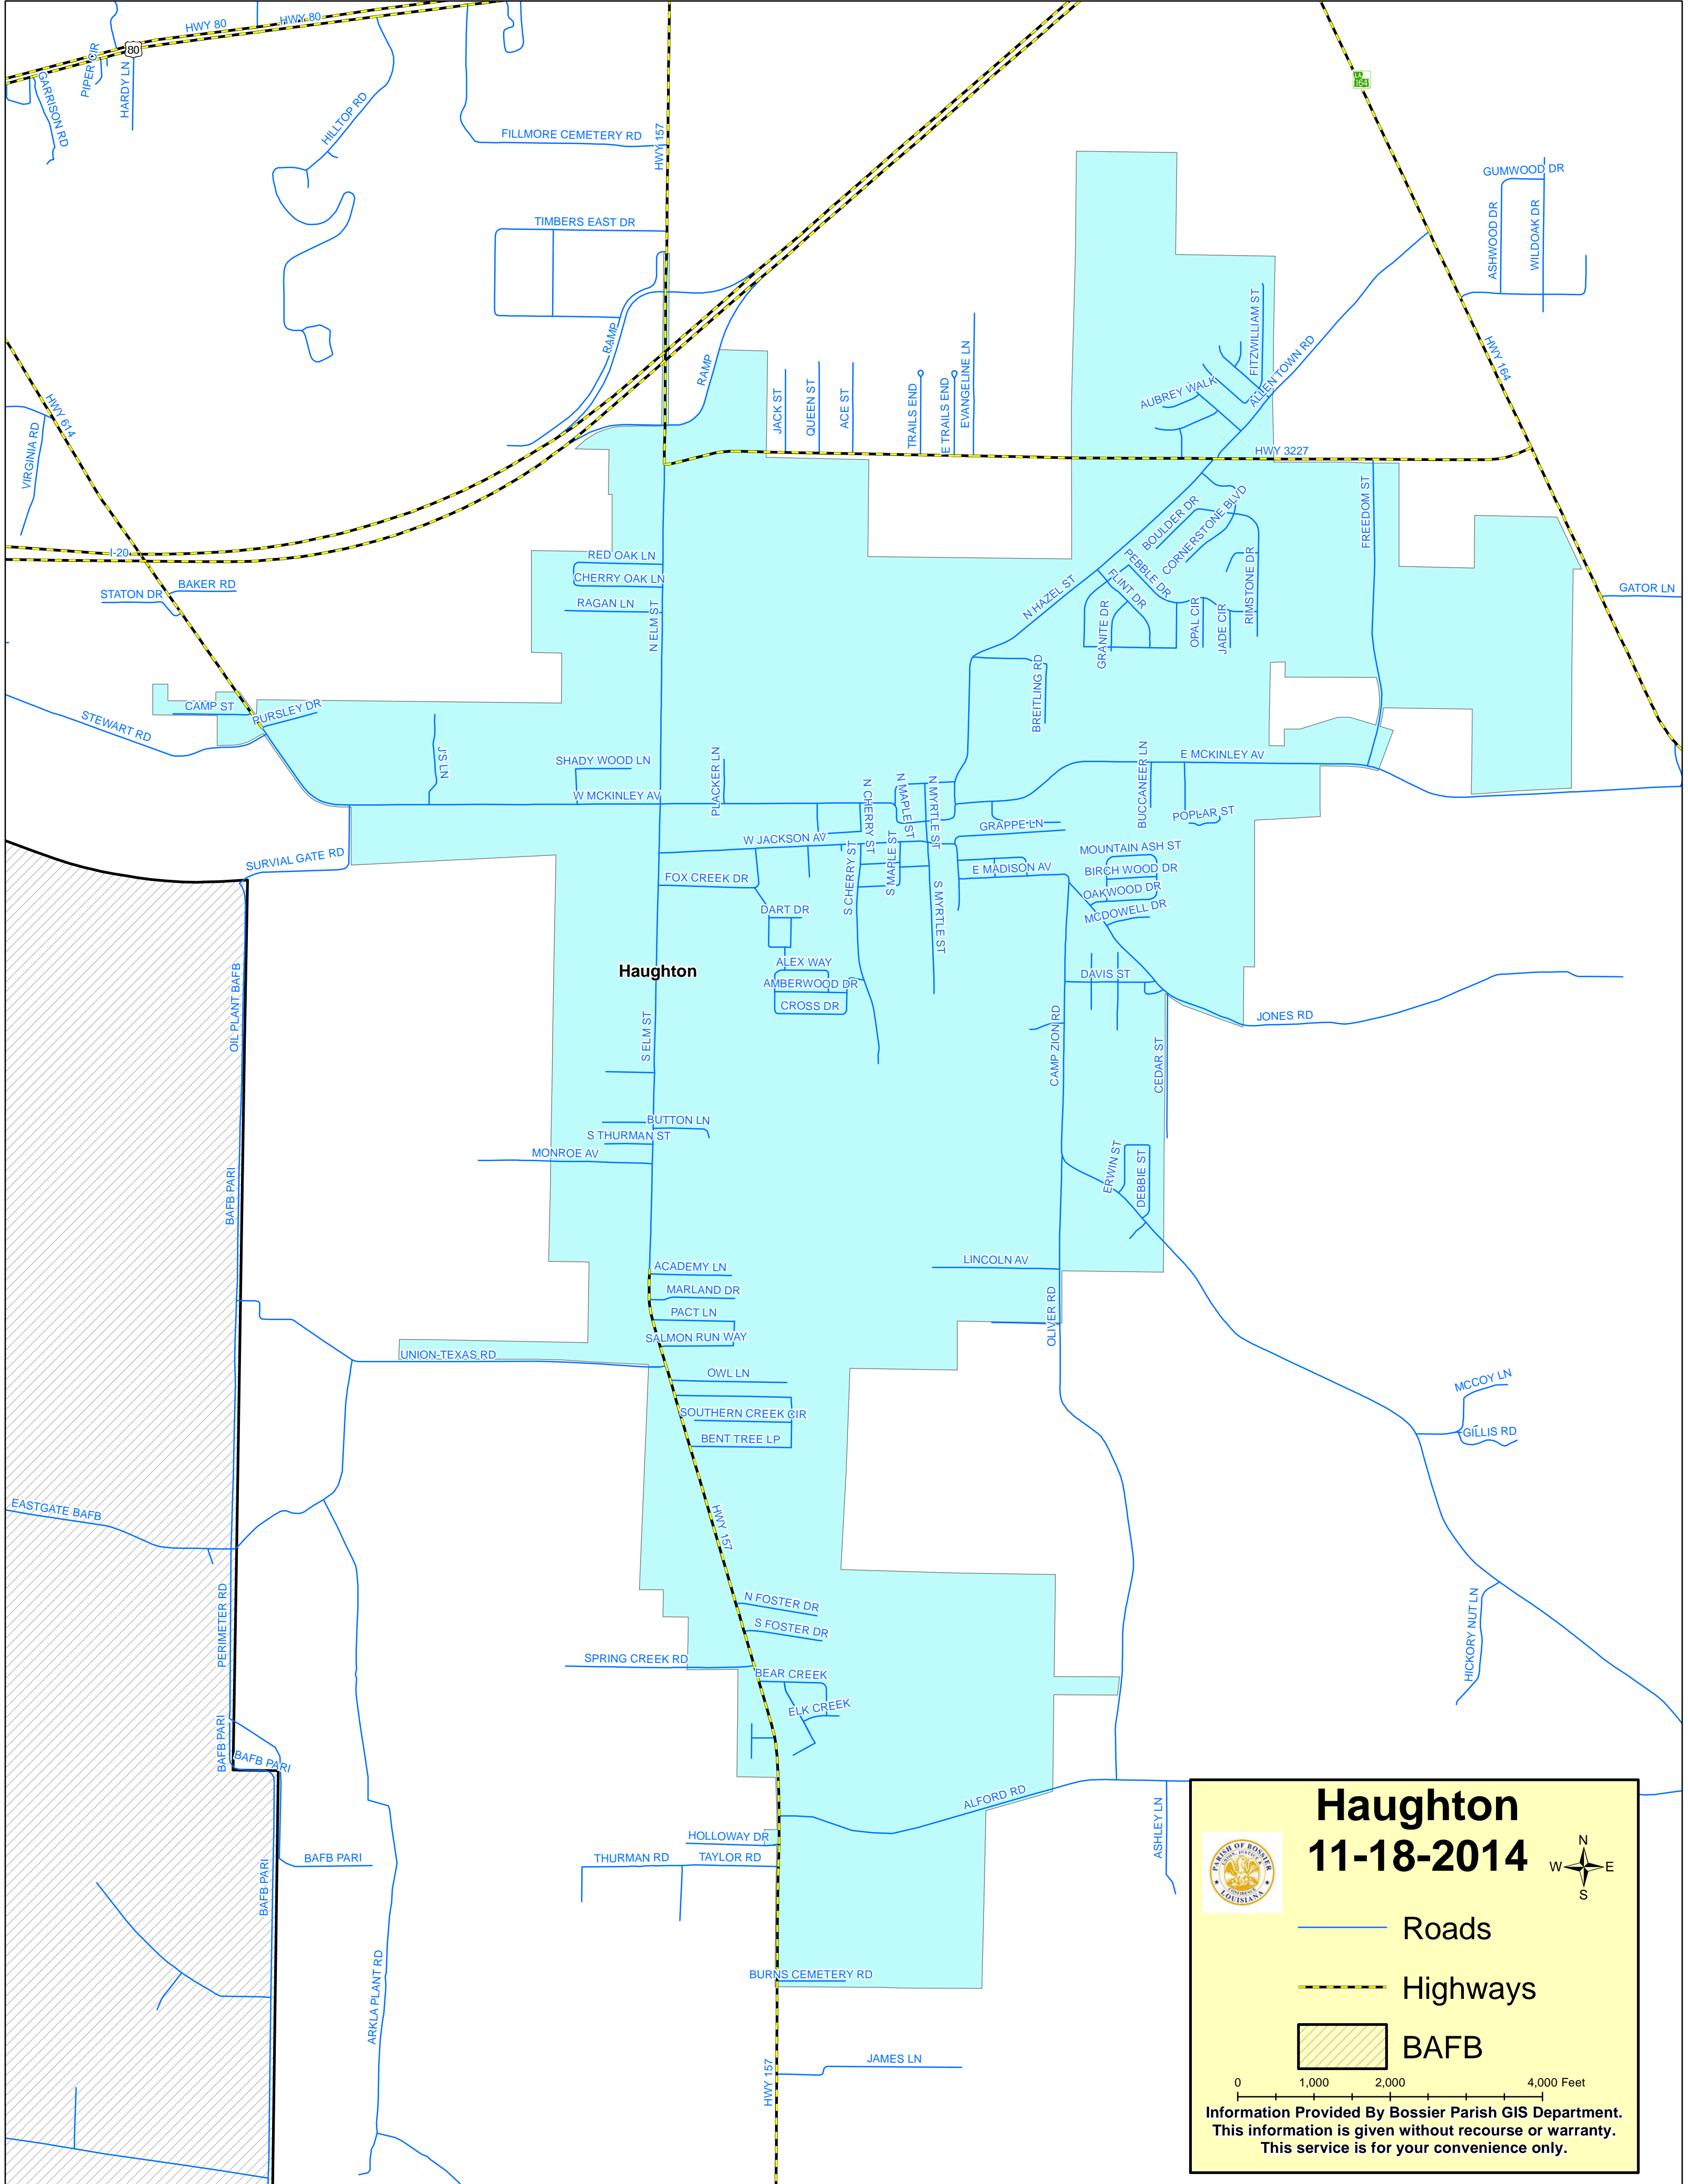 HWY 80
HWY 80
80
PIPER CIR
HARDY LN
GARRISON RD
HILLTOP RD
FILLMORE CEMETERY RD
HWY 157
164
GUMWOOD DR
ASHWOOD DR
WILDOAK DR
TIMBERS EAST DR
RAMP
RAMP
HWY 614
VIRGINIA RD
JACK ST
QUEEN ST
ACE ST
TRAILS END
E TRAILS END
EVANGELINE LN
AUBREY WALK
FITZWILLIAM ST
ALLEN TOWN RD
HWY 164
HWY 3227
I-20
BAKER RD
STATON DR
RED OAK LN
CHERRY OAK LN
RAGAN LN
N ELM ST
N HAZEL ST
BOULDER DR
CORNERSTONE BLVD
PEBBLE DR
FLINT DR
GRANITE DR
OPAL CIR
JADE CIR
RIMSTONE DR
FREEDOM ST
GATOR LN
BREITLING RD
CAMP ST
PURSLEY DR
STEWART RD
J'S LN
SHADY WOOD LN
W MCKINLEY AV
PLACKER LN
N CHERRY ST
N MAPLE ST
N MYRTLE ST
E MCKINLEY AV
BUCCANEER LN
POPLAR ST
GRAPPE LN
W JACKSON AV
SURVIAL GATE RD
FOX CREEK DR
S CHERRY ST
S MAPLE ST
S MYRTLE ST
E MADISON AV
MOUNTAIN ASH ST
BIRCH WOOD DR
OAKWOOD DR
MCDOWELL DR
DART DR
Haughton
ALEX WAY
AMBERWOOD DR
CROSS DR
DAVIS ST
JONES RD
OIL PLANT BAFB
S ELM ST
CAMP ZION RD
CEDAR ST
BUTTON LN
S THURMAN ST
MONROE AV
BAFB PARI
ERWIN ST
DEBBIE ST
ACADEMY LN
MARLAND DR
PACT LN
SALMON RUN WAY
LINCOLN AV
OLIVER RD
UNION-TEXAS RD
OWL LN
SOUTHERN CREEK CIR
BENT TREE LP
MCCOY LN
GILLIS RD
EASTGATE BAFB
HWY 157
PERIMETER RD
N FOSTER DR
S FOSTER DR
HICKORY NUT LN
SPRING CREEK RD
BEAR CREEK
ELK CREEK
BAFB PARI
BAFB PARI
ALFORD RD
ASHLEY LN
HOLLOWAY DR
THURMAN RD
TAYLOR RD
BAFB PARI
BAFB PARI
ARKLA PLANT RD
BURNS CEMETERY RD
JAMES LN
HWY 157
Haughton
11-18-2014
PARISH OF BOSSIER
LOUISIANA
N
W E
S
Roads
Highways
BAFB
0 1,000 2,000 4,000 Feet
Information Provided By Bossier Parish GIS Department.
This information is given without recourse or warranty.
This service is for your convenience only.